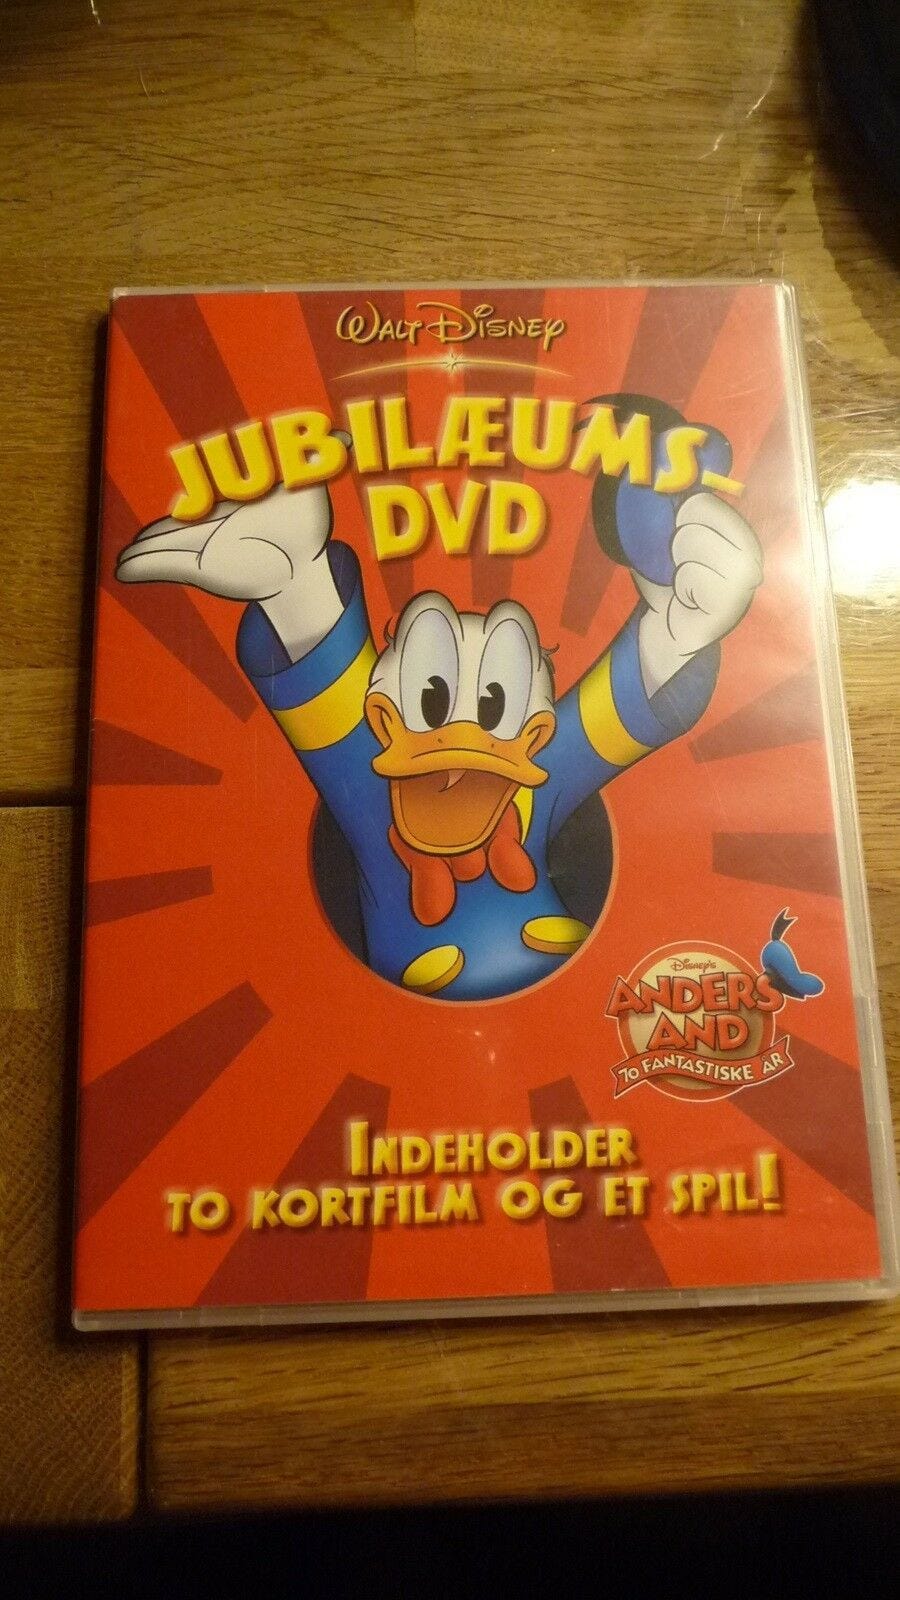 WALT DISNEY
JUBILÆUMS-
DVD
DISNEY'S
ANDERS
AND
70 FANTASTISKE ÅR
INDEHOLDER
TO KORTFILM OG ET SPIL!